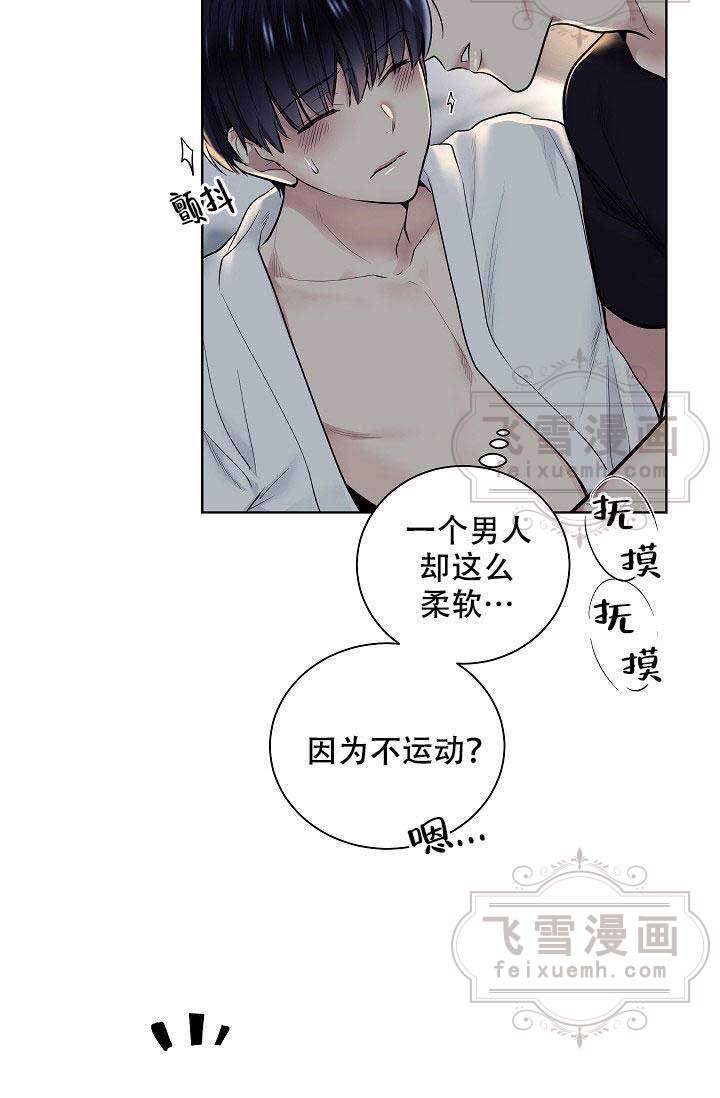 颤抖
飞雪漫画
feixuemh.com
抚摸
抚摸
一个男人
却这么
柔软…
因为不运动?
嗯…
飞雪漫画
feixuemh.com